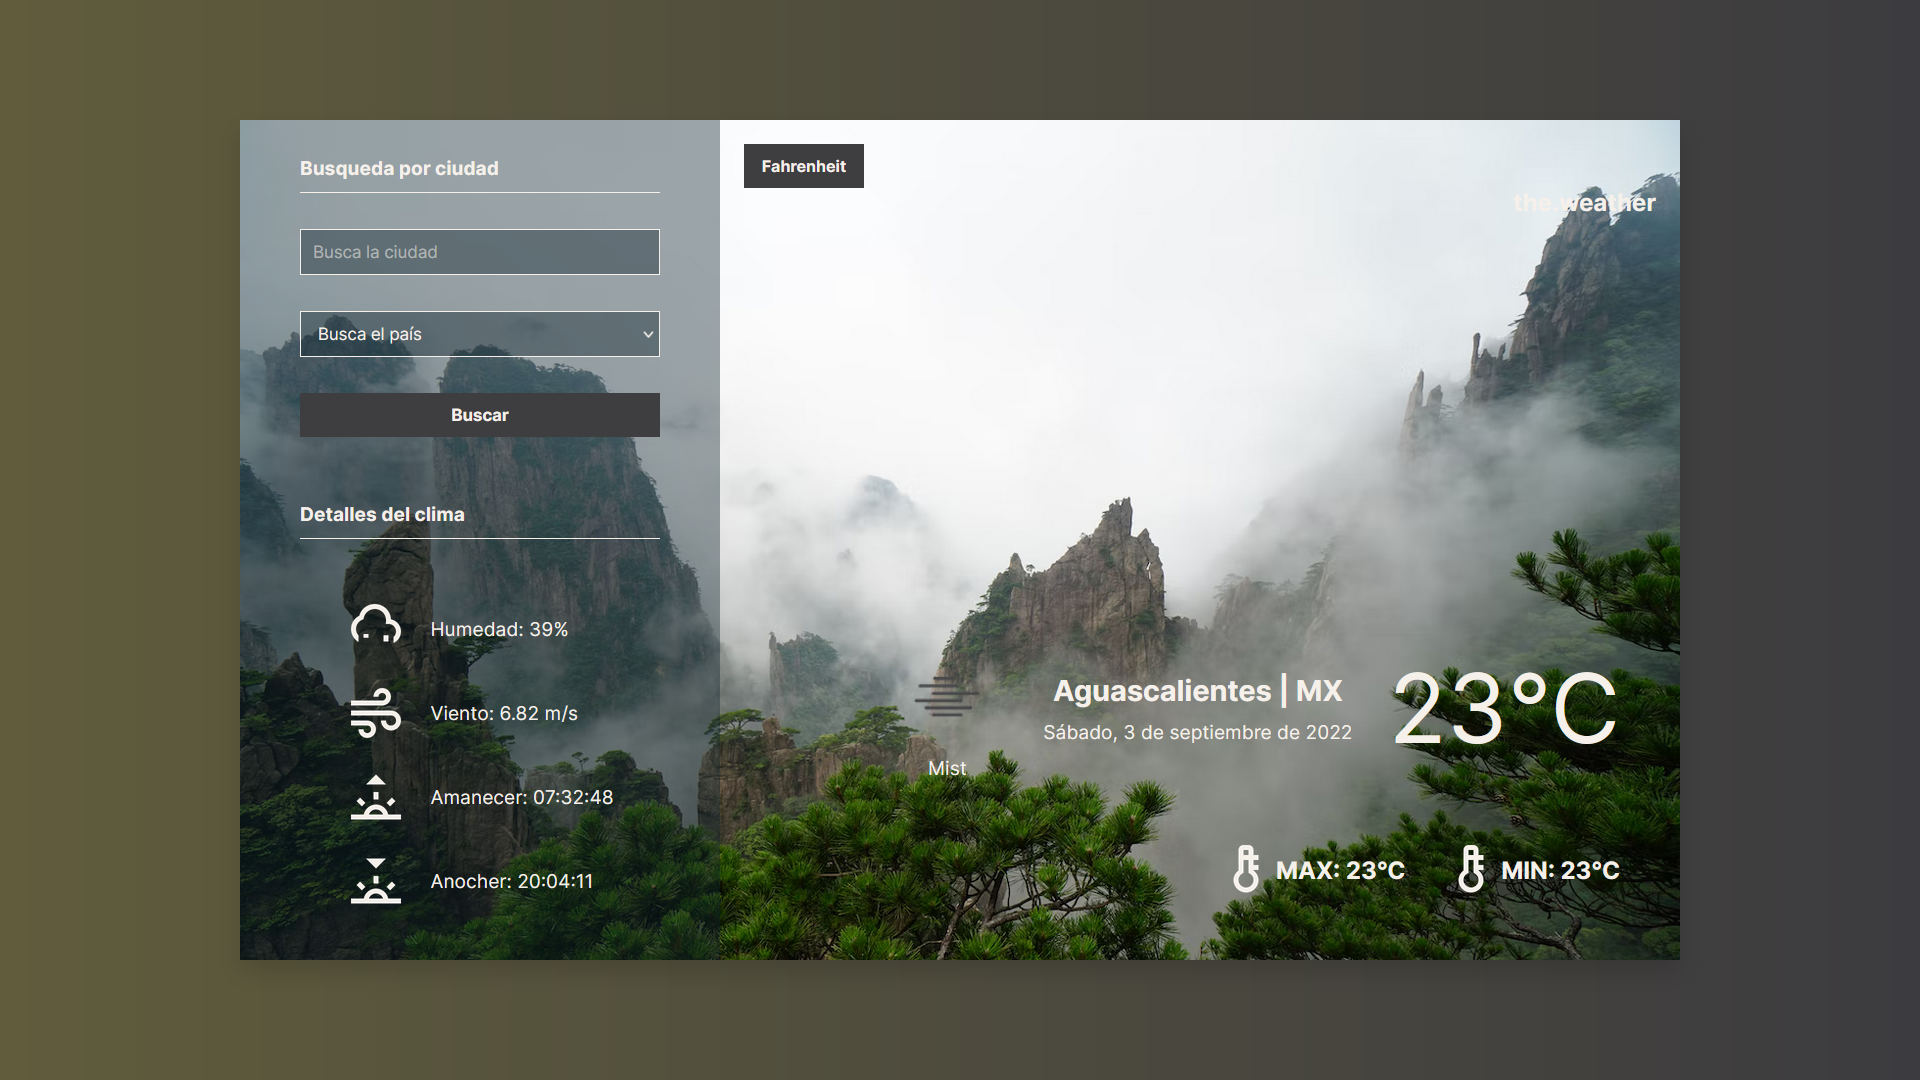 Busqueda por ciudad
Busca la ciudad
Busca el país
Buscar
Detalles del clima
Humedad: 39%
Viento: 6.82 m/s
Amanecer: 07:32:48
Anocher: 20:04:11
Fahrenheit
the.weather
Mist
Aguascalientes | MX
Sábado, 3 de septiembre de 2022
23°C
MAX: 23°C
MIN: 23°C